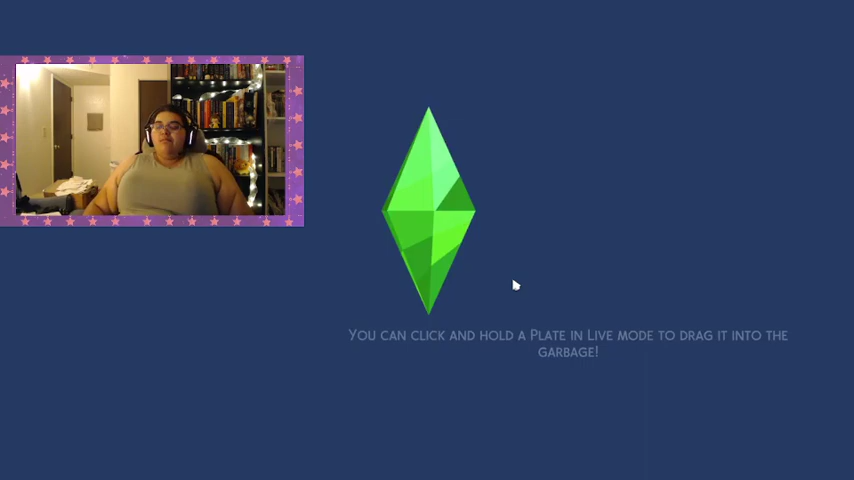 YOU CAN CLICK AND HOLD A PLATE IN LIVE MODE TO DRAG IT INTO THE
GARBAGE!